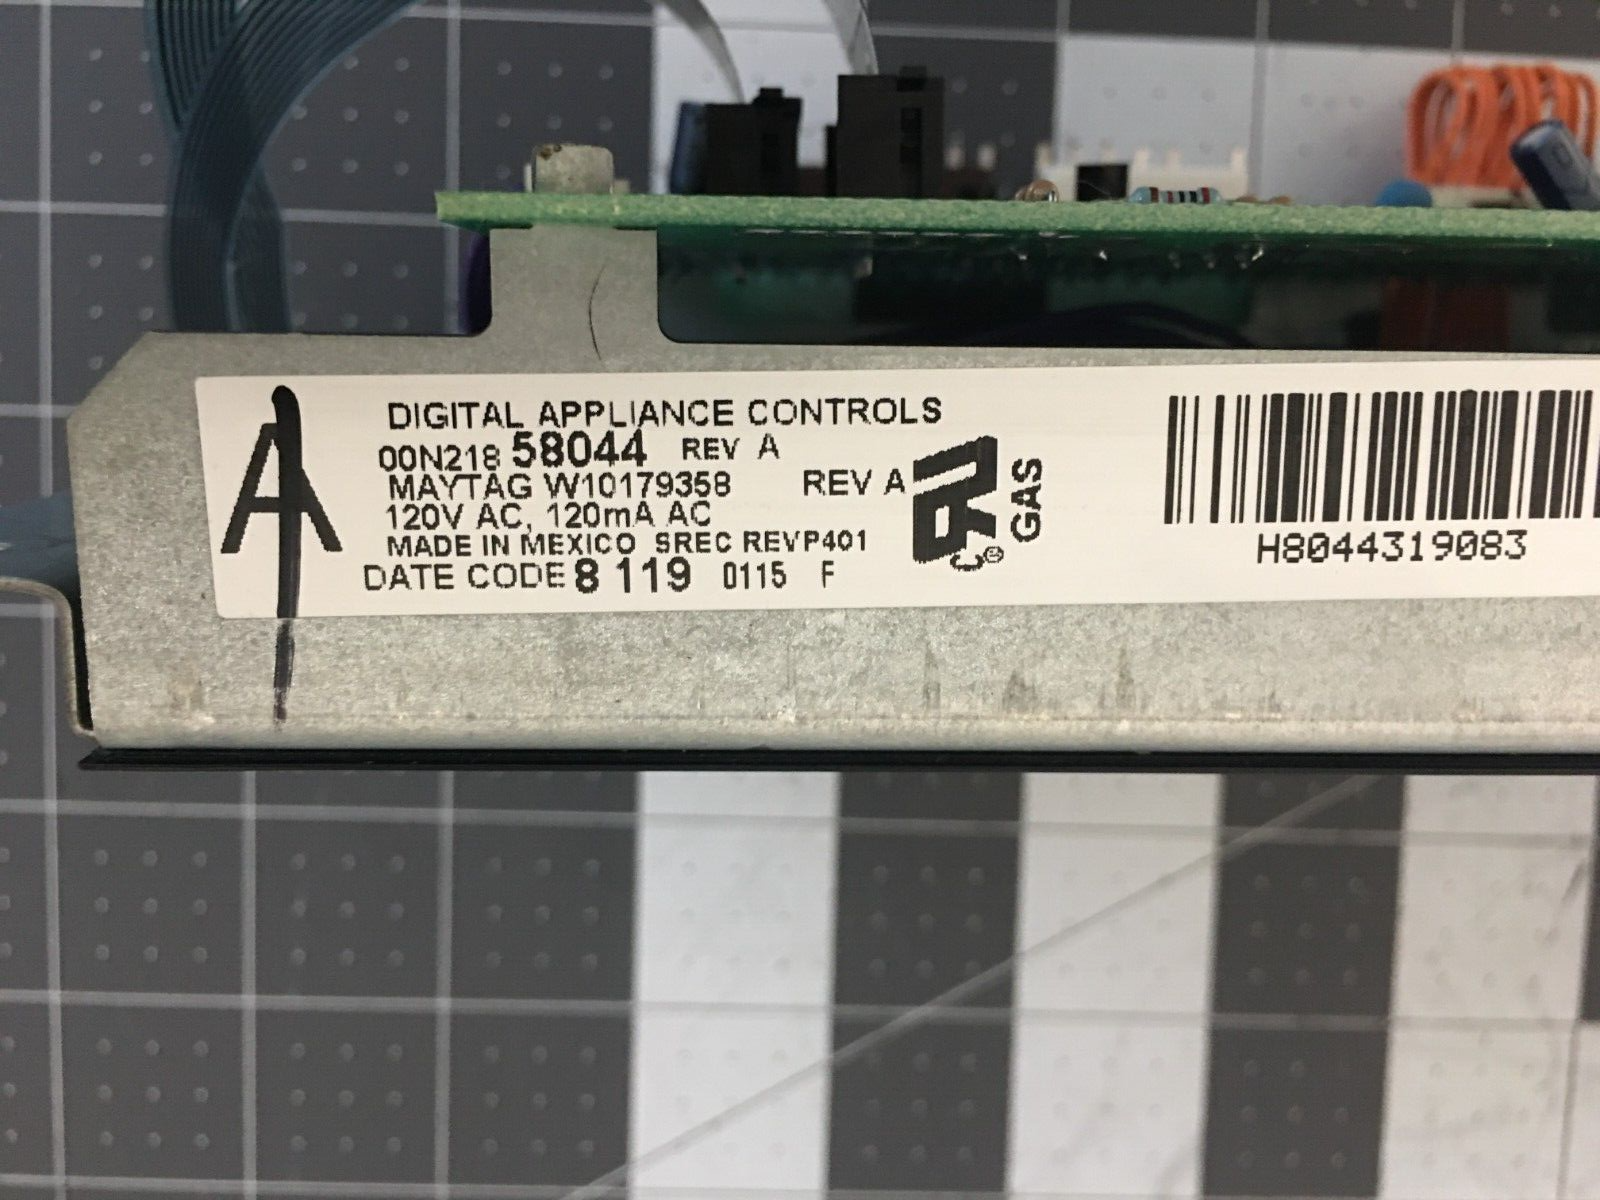 A
DIGITAL APPLIANCE CONTROLS
00N218 58044 REV A
MAYTAG W10179358 REV A
120V AC, 120mA AC
MADE IN MEXICO SREC REVP401
DATE CODE 8 119 0115 F
GAS
H8044319083